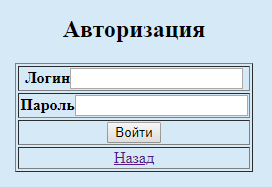 Авторизация
Логин
Пароль
Войти
Назад